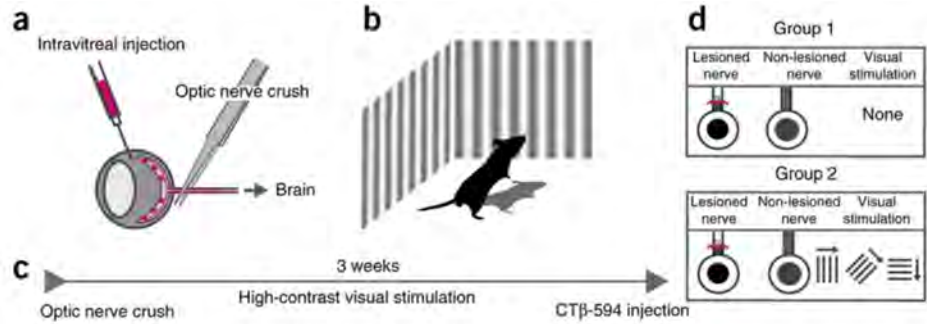 a
Intravitreal injection
Optic nerve crush
Brain
b
c
3 weeks
High-contrast visual stimulation
Optic nerve crush
CTβ-594 injection
d
Group 1
Lesioned Non-lesioned Visual
nerve nerve stimulation
None
Group 2
Lesioned Non-lesioned Visual
nerve nerve stimulation